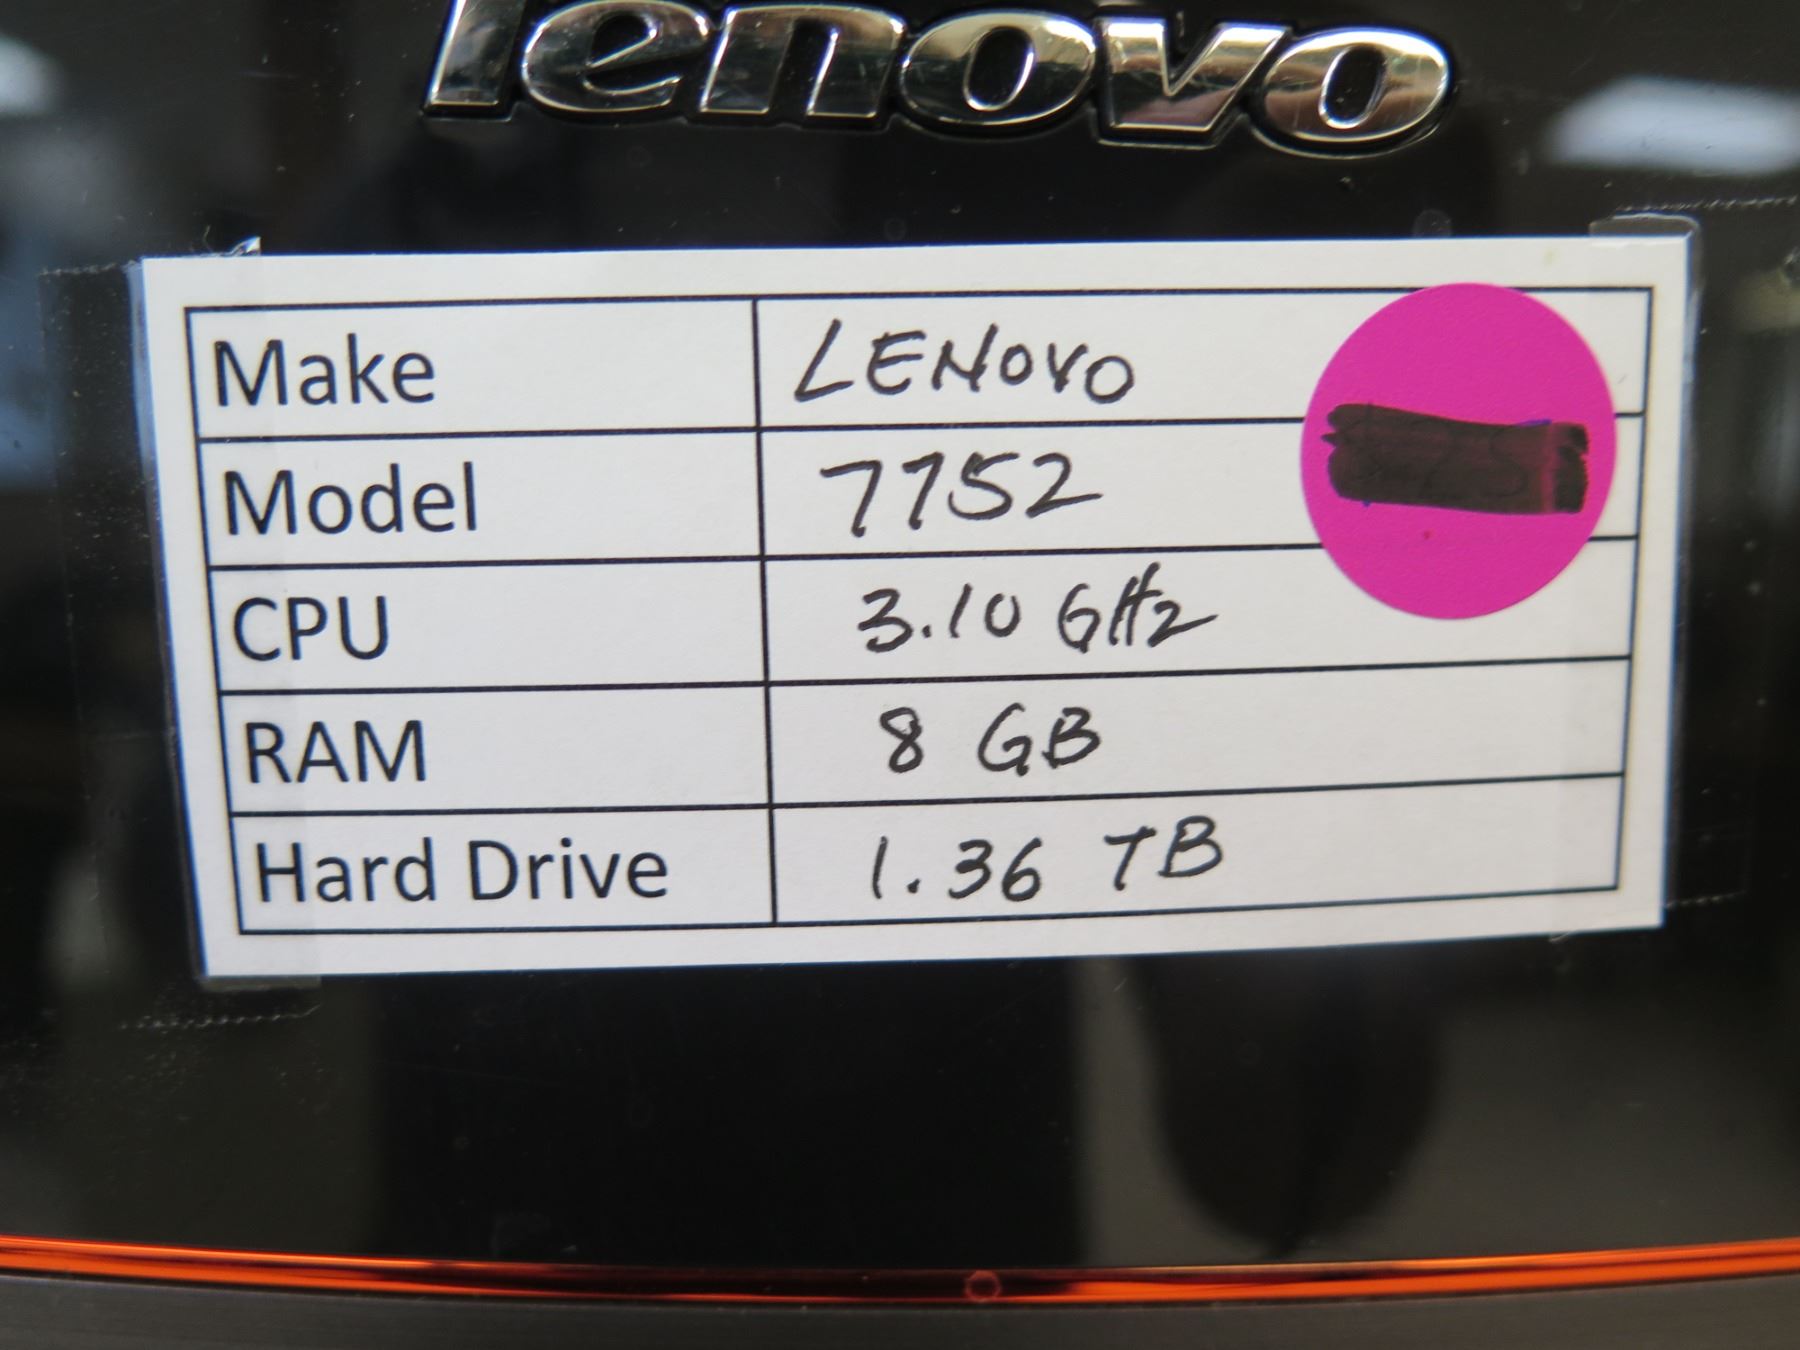 lenovo
Make LENOVO
Model 7752
CPU 3.10 GHz
RAM 8 GB
Hard Drive 1.36 TB